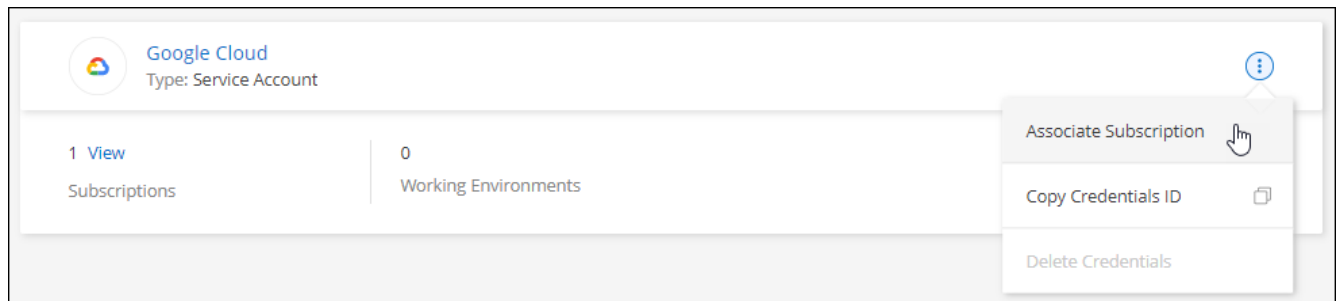 Google Cloud
Type: Service Account
1 View
Subscriptions
0
Working Environments
Associate Subscription
Copy Credentials ID
Delete Credentials